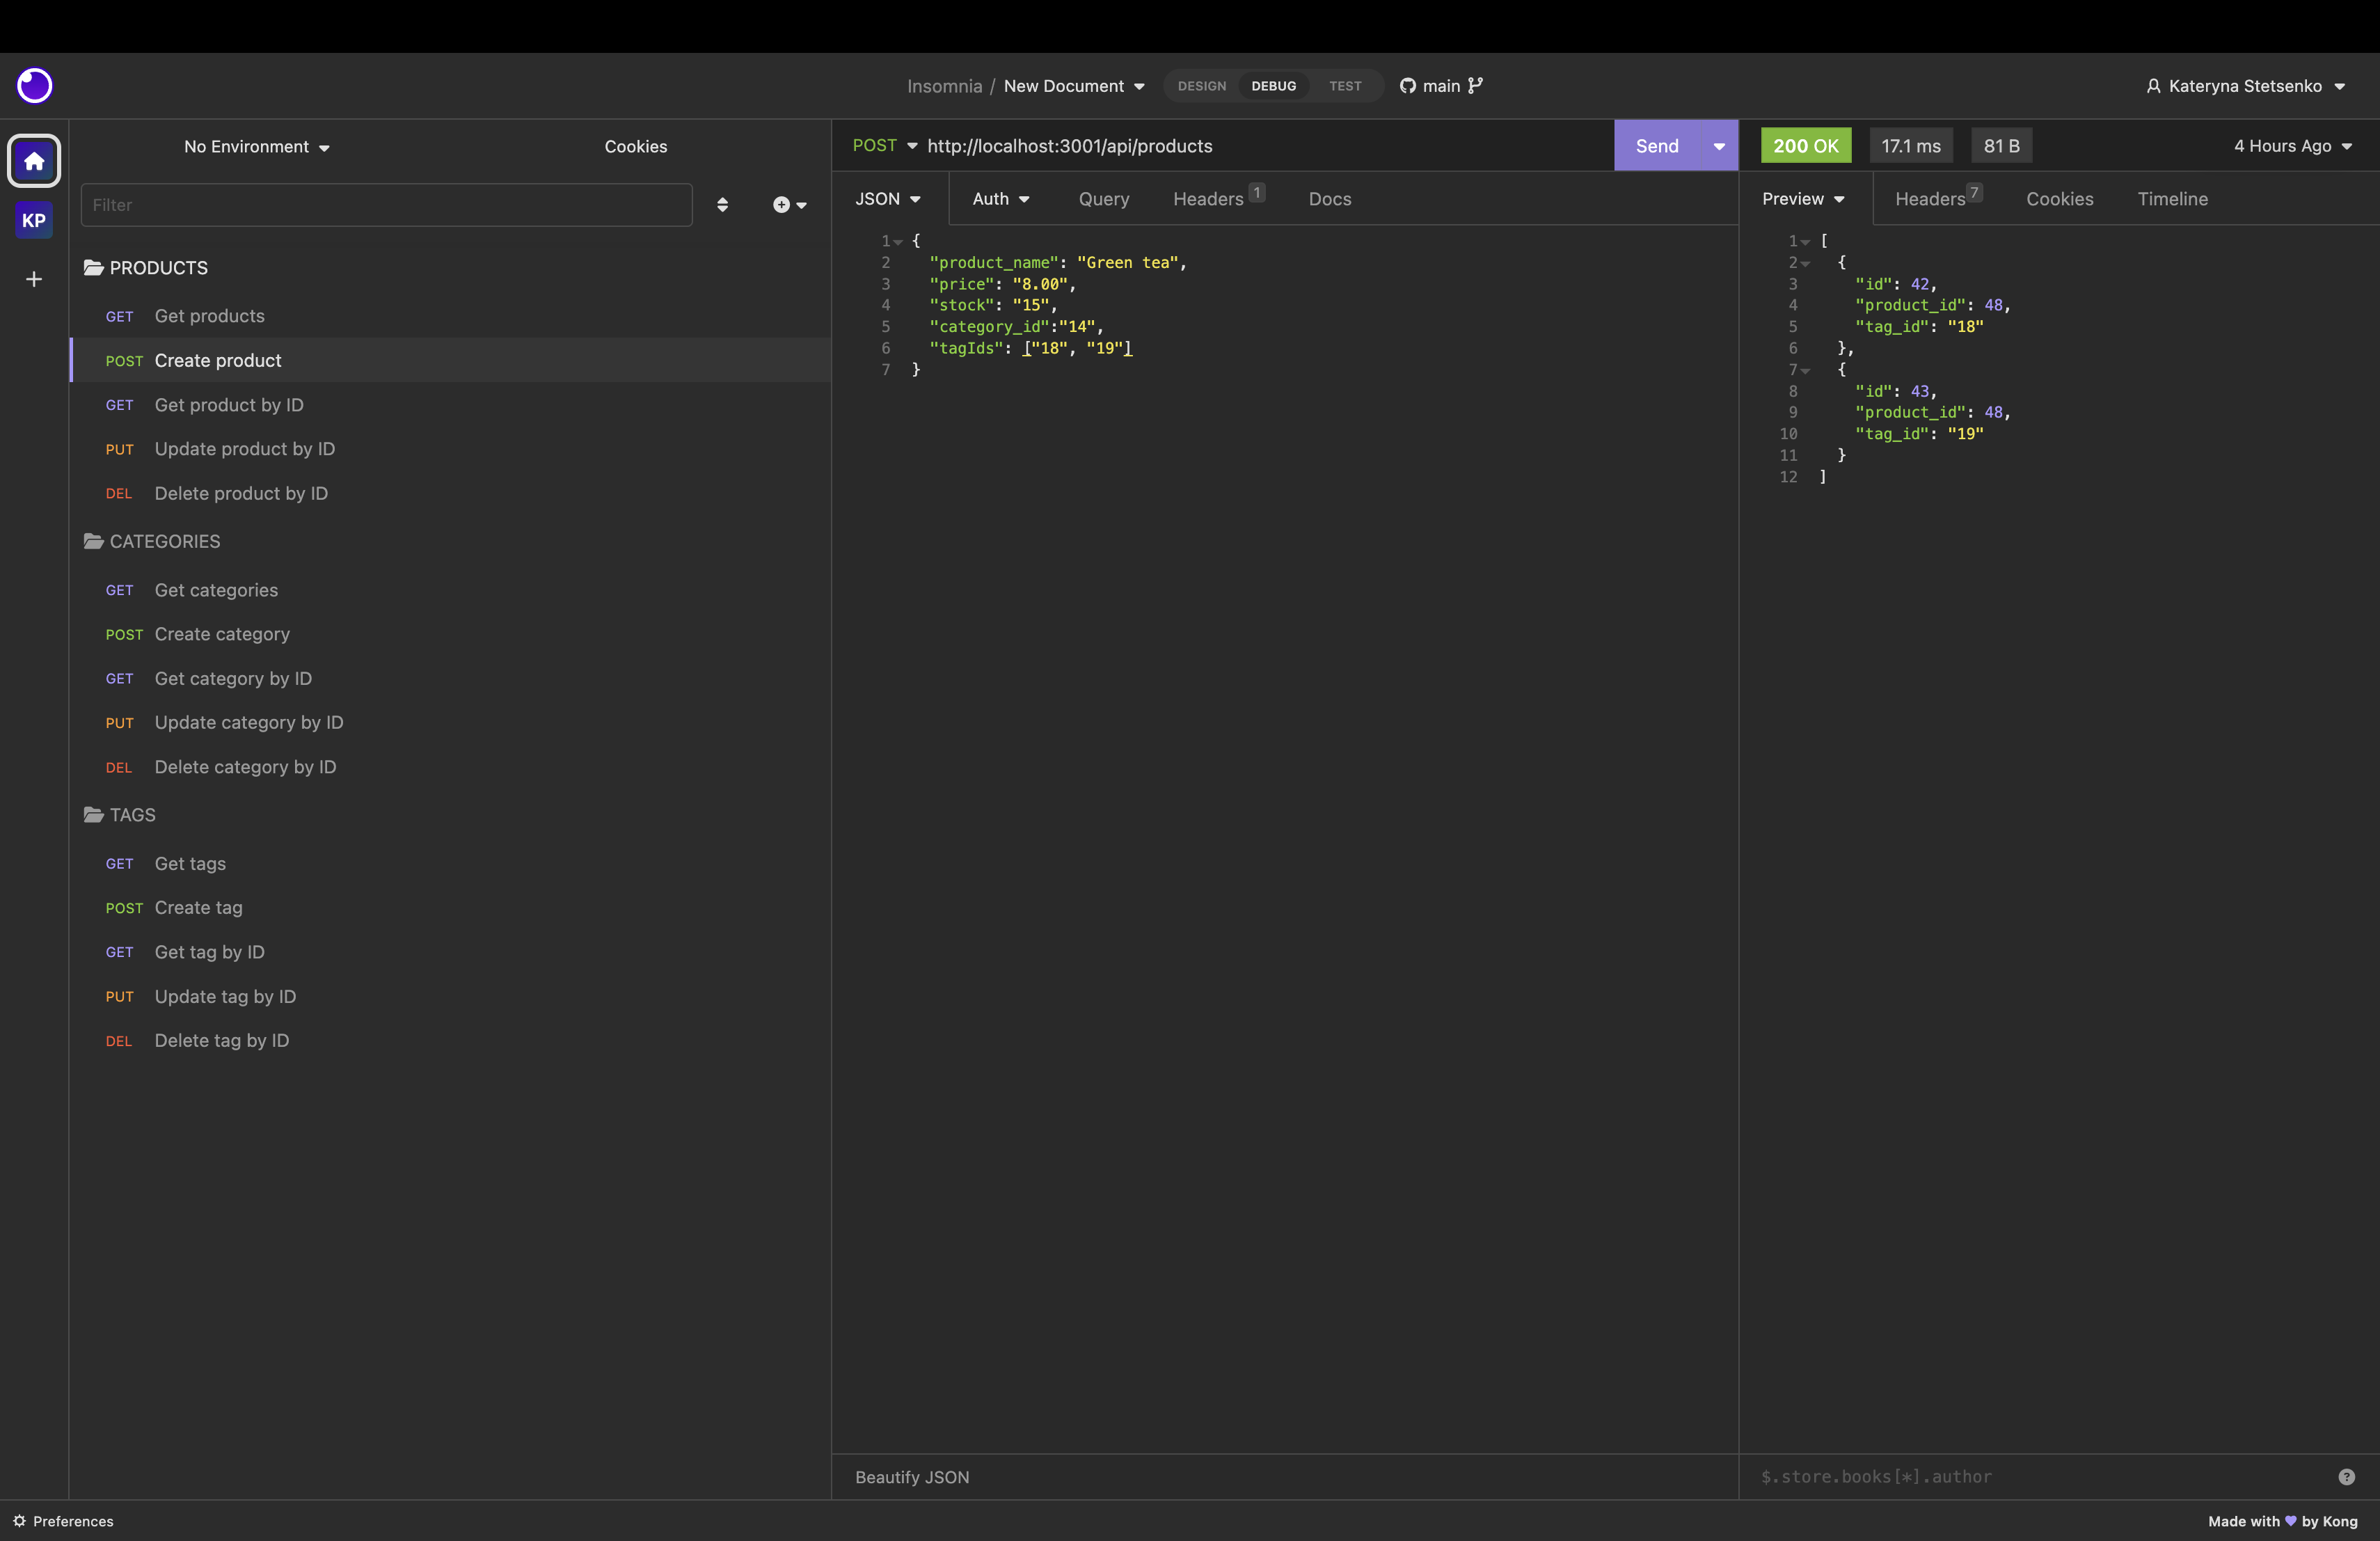 Insomnia / New Document
DESIGN DEBUG TEST
main
Kateryna Stetsenko
KP
No Environment
Cookies
Filter
PRODUCTS
GET Get products
POST Create product
GET Get product by ID
PUT Update product by ID
DEL Delete product by ID
CATEGORIES
GET Get categories
POST Create category
GET Get category by ID
PUT Update category by ID
DEL Delete category by ID
TAGS
GET Get tags
POST Create tag
GET Get tag by ID
PUT Update tag by ID
DEL Delete tag by ID
POST http://localhost:3001/api/products Send
JSON Auth Query Headers 1 Docs
1 {
2 "product_name": "Green tea",
3 "price": "8.00",
4 "stock": "15",
5 "category_id":"14",
6 "tagIds": ["18", "19"]
7 }
Beautify JSON
200 OK 17.1 ms 81 B 4 Hours Ago
Preview Headers 7 Cookies Timeline
1 [
2 {
3 "id": 42,
4 "product_id": 48,
5 "tag_id": "18"
6 },
7 {
8 "id": 43,
9 "product_id": 48,
10 "tag_id": "19"
11 }
12 ]
$.store.books[*].author
?
Preferences
Made with ♥ by Kong